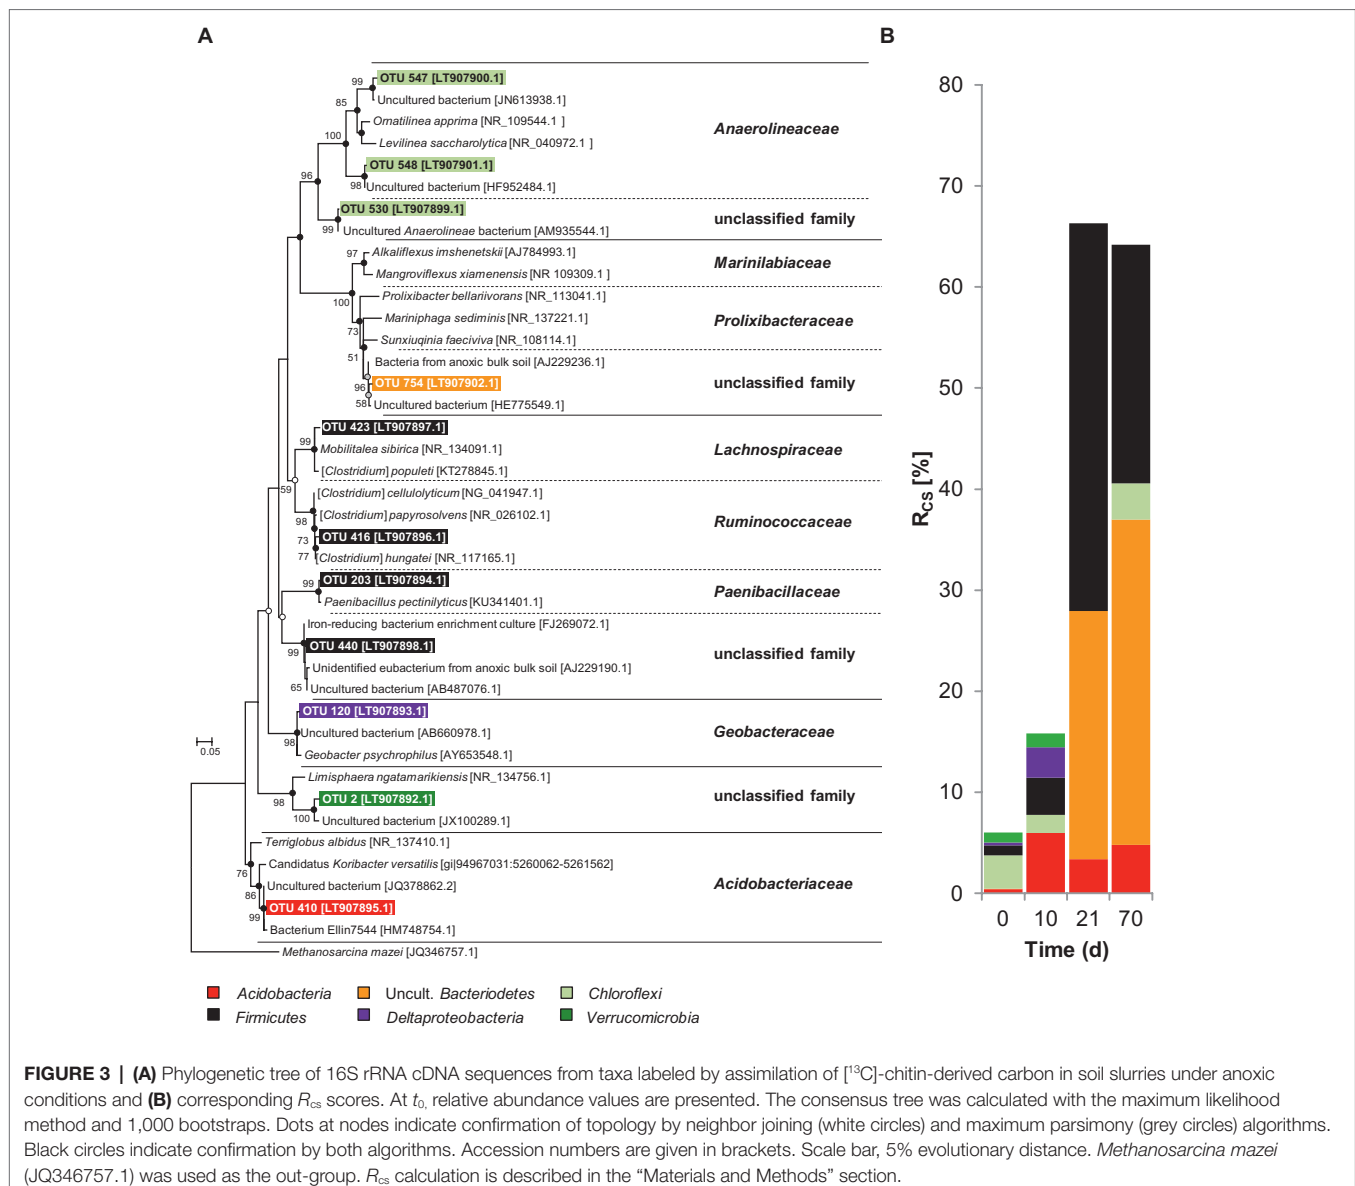 A
B
99
OTU 547 [LT907900.1]
85
Uncultured bacterium [JN613938.1]
Ornatilinea apprima [NR_109544.1 ]
Anaerolineaceae
100
Levilinea saccharolytica [NR_040972.1 ]
OTU 548 [LT907901.1]
96
98
Uncultured bacterium [HF952484.1]
OTU 530 [LT907899.1]
unclassified family
99
Uncultured Anaerolineae bacterium [AM935544.1]
97
Alkaliflexus imshenetskii [AJ784993.1]
Marinilabiaceae
Mangroviflexus xiamenensis [NR 109309.1 ]
100
Prolixibacter bellariivorans [NR_113041.1]
Mariniphaga sediminis [NR_137221.1]
Prolixibacteraceae
73
Sunxiuqinia faeciviva [NR_108114.1]
51
Bacteria from anoxic bulk soil [AJ229236.1]
96
OTU 754 [LT907902.1]
unclassified family
58
Uncultured bacterium [HE775549.1]
OTU 423 [LT907897.1]
99
Mobilitalea sibirica [NR_134091.1]
Lachnospiraceae
[Clostridium] populeti [KT278845.1]
59
[Clostridium] cellulolyticum [NG_041947.1]
98
[Clostridium] papyrosolvens [NR_026102.1]
Ruminococcaceae
73
OTU 416 [LT907896.1]
77
[Clostridium] hungatei [NR_117165.1]
99
OTU 203 [LT907894.1]
Paenibacillaceae
Paenibacillus pectinilyticus [KU341401.1]
Iron-reducing bacterium enrichment culture [FJ269072.1]
99
OTU 440 [LT907898.1]
unclassified family
Unidentified eubacterium from anoxic bulk soil [AJ229190.1]
65
Uncultured bacterium [AB487076.1]
OTU 120 [LT907893.1]
Uncultured bacterium [AB660978.1]
Geobacteraceae
98
Geobacter psychrophilus [AY653548.1]
0.05
Limisphaera ngatamarikiensis [NR_134756.1]
98
OTU 2 [LT907892.1]
unclassified family
100
Uncultured bacterium [JX100289.1]
Terriglobus albidus [NR_137410.1]
76
Candidatus Koribacter versatilis [gi|94967031:5260062-5261562]
86
Uncultured bacterium [JQ378862.2]
Acidobacteriaceae
99
OTU 410 [LT907895.1]
Bacterium Ellin7544 [HM748754.1]
Methanosarcina mazei [JQ346757.1]
80
70
60
50
40
30
20
10
0
RCS [%]
0 10 21 70
Time (d)
Acidobacteria Uncult. Bacteriodetes Chloroflexi
Firmicutes Deltaproteobacteria Verrucomicrobia
FIGURE 3 | (A) Phylogenetic tree of 16S rRNA cDNA sequences from taxa labeled by assimilation of [¹³C]-chitin-derived carbon in soil slurries under anoxic
conditions and (B) corresponding Rcs scores. At t0, relative abundance values are presented. The consensus tree was calculated with the maximum likelihood
method and 1,000 bootstraps. Dots at nodes indicate confirmation of topology by neighbor joining (white circles) and maximum parsimony (grey circles) algorithms.
Black circles indicate confirmation by both algorithms. Accession numbers are given in brackets. Scale bar, 5% evolutionary distance. Methanosarcina mazei
(JQ346757.1) was used as the out-group. Rcs calculation is described in the “Materials and Methods” section.